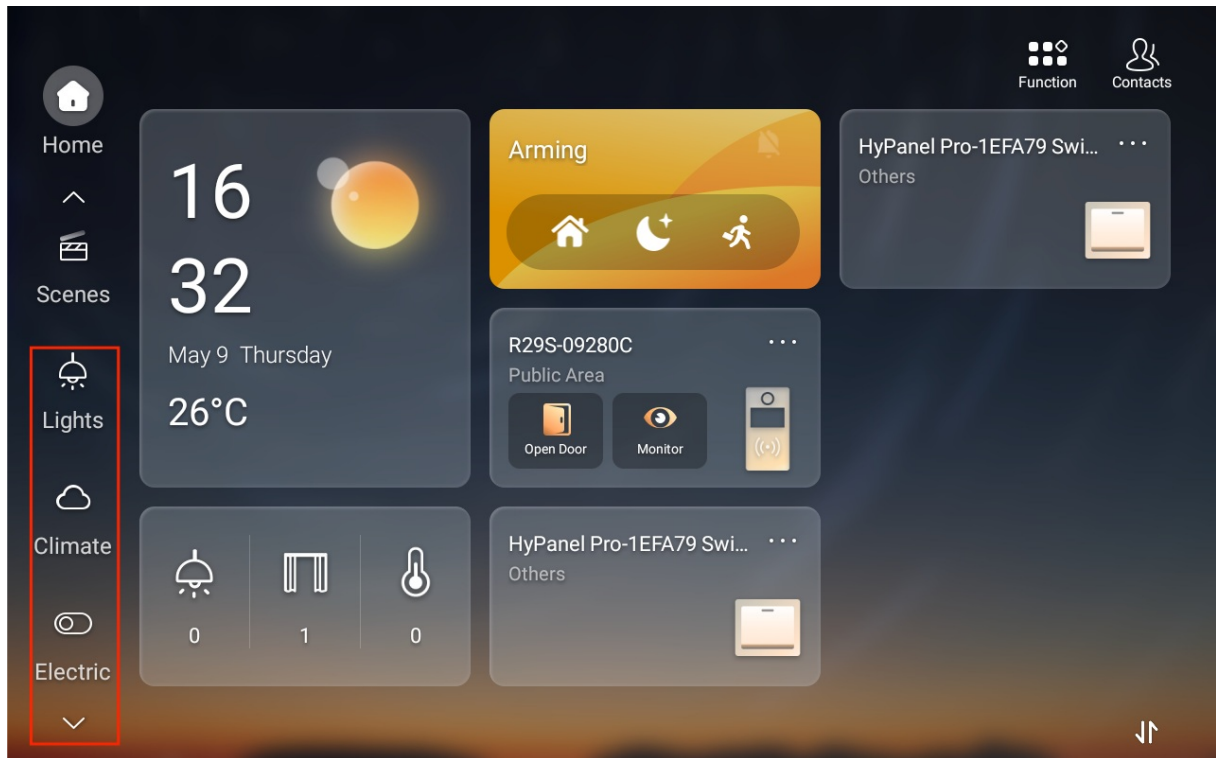 Function
Contacts
Home
Scenes
Lights
Climate
Electric
16
32
May 9 Thursday
26°C
0
1
0
Arming
R29S-09280C
Public Area
Open Door
Monitor
HyPanel Pro-1EFA79 Swi...
Others
HyPanel Pro-1EFA79 Swi...
Others